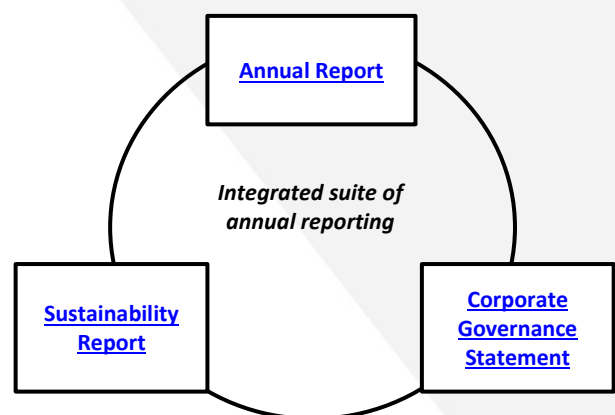 Annual Report
Integrated suite of
annual reporting
Sustainability
Report
Corporate
Governance
Statement